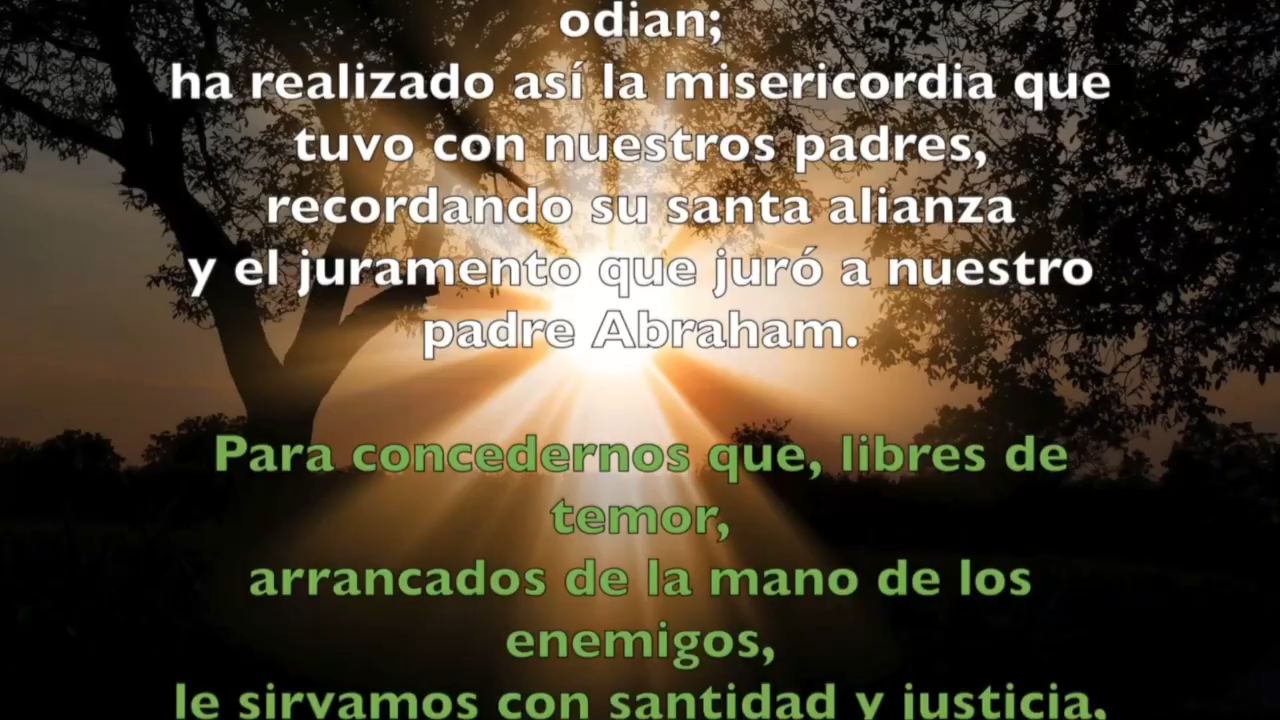 odian;
ha realizado así la misericordia que
tuvo con nuestros padres,
recordando su santa alianza
y el juramento que juró a nuestro
padre Abraham.
Para concedernos que, libres de
temor,
arrancados de la mano de los
enemigos,
le sirvamos con santidad y justicia,